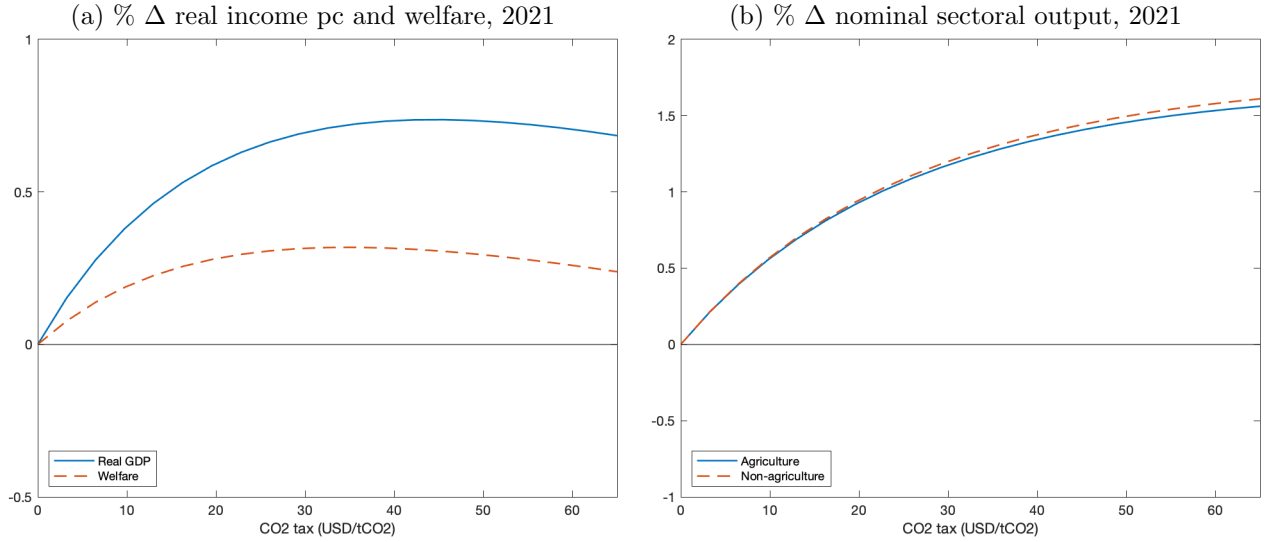 (a) % Δ real income pc and welfare, 2021
1
0.5
0
-0.5
0 10 20 30 40 50 60
CO2 tax (USD/tCO2)
Real GDP
Welfare
(b) % Δ nominal sectoral output, 2021
2
1.5
1
0.5
0
-0.5
-1
0 10 20 30 40 50 60
CO2 tax (USD/tCO2)
Agriculture
Non-agriculture